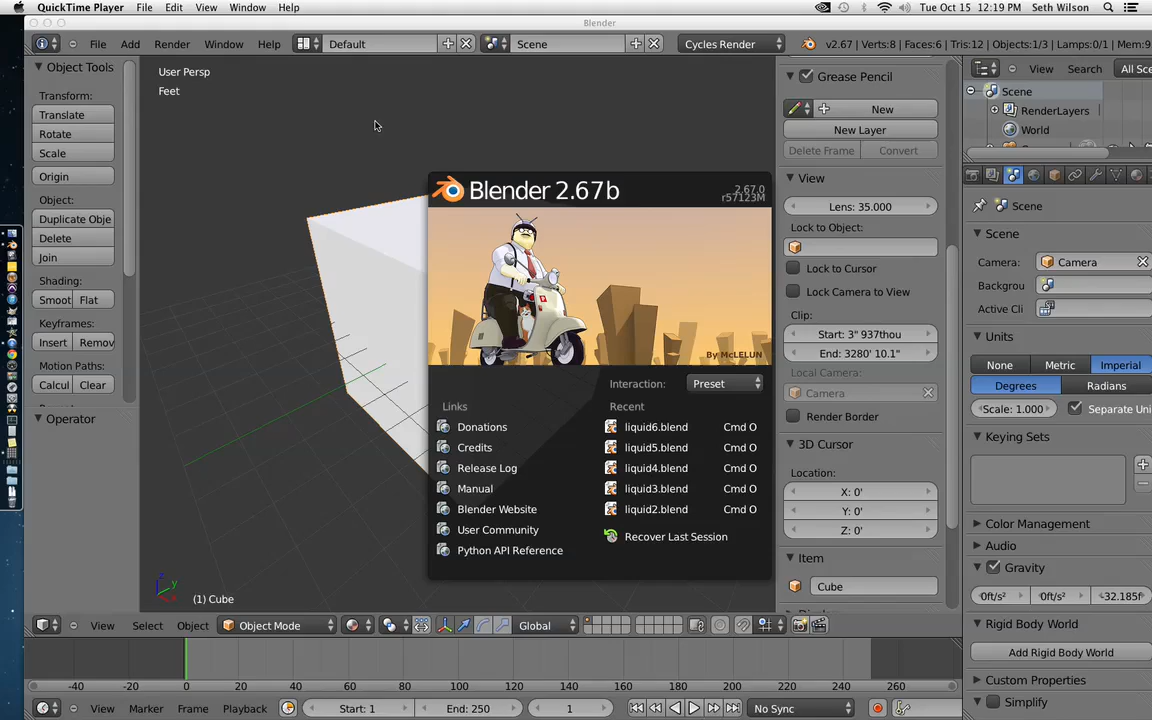 QuickTime Player File Edit View Window Help Tue Oct 15 12:19 PM Seth Wilson
Blender
File Add Render Window Help Default Scene Cycles Render v2.67 | Verts:8 | Faces:6 | Tris:12 | Objects:1/3 | Lamps:0/1 | Mem:9
Object Tools
Transform:
Translate
Rotate
Scale
Origin
Object:
Duplicate Obje
Delete
Join
Shading:
Smoot Flat
Keyframes:
Insert Remov
Motion Paths:
Calcul Clear
Operator
User Persp
Feet
(1) Cube
Blender 2.67b
2.67.0
r57123M
By McLELUN
Interaction: Preset
Links
Donations
Credits
Release Log
Manual
Blender Website
User Community
Python API Reference
Recent
liquid6.blend Cmd O
liquid5.blend Cmd O
liquid4.blend Cmd O
liquid3.blend Cmd O
liquid2.blend Cmd O
Recover Last Session
Grease Pencil
New
New Layer
Delete Frame Convert
View
Lens: 35.000
Lock to Object:
Lock to Cursor
Lock Camera to View
Clip:
Start: 3" 937thou
End: 3280' 10.1"
Local Camera:
Camera
Render Border
3D Cursor
Location:
X: 0'
Y: 0'
Z: 0'
Item
Cube
View Search All Sce
Scene
RenderLayers
World
Scene
Scene
Camera: Camera
Backgrou
Active Cli
Units
None Metric Imperial
Degrees Radians
Scale: 1.000 Separate Uni
Keying Sets
Color Management
Audio
Gravity
0ft/s² 0ft/s² -32.185f
Rigid Body World
Add Rigid Body World
Custom Properties
Simplify
View Select Object Object Mode Global
-40 -20 0 20 40 60 80 100 120 140 160 180 200 220 240 260
View Marker Frame Playback Start: 1 End: 250 1 No Sync